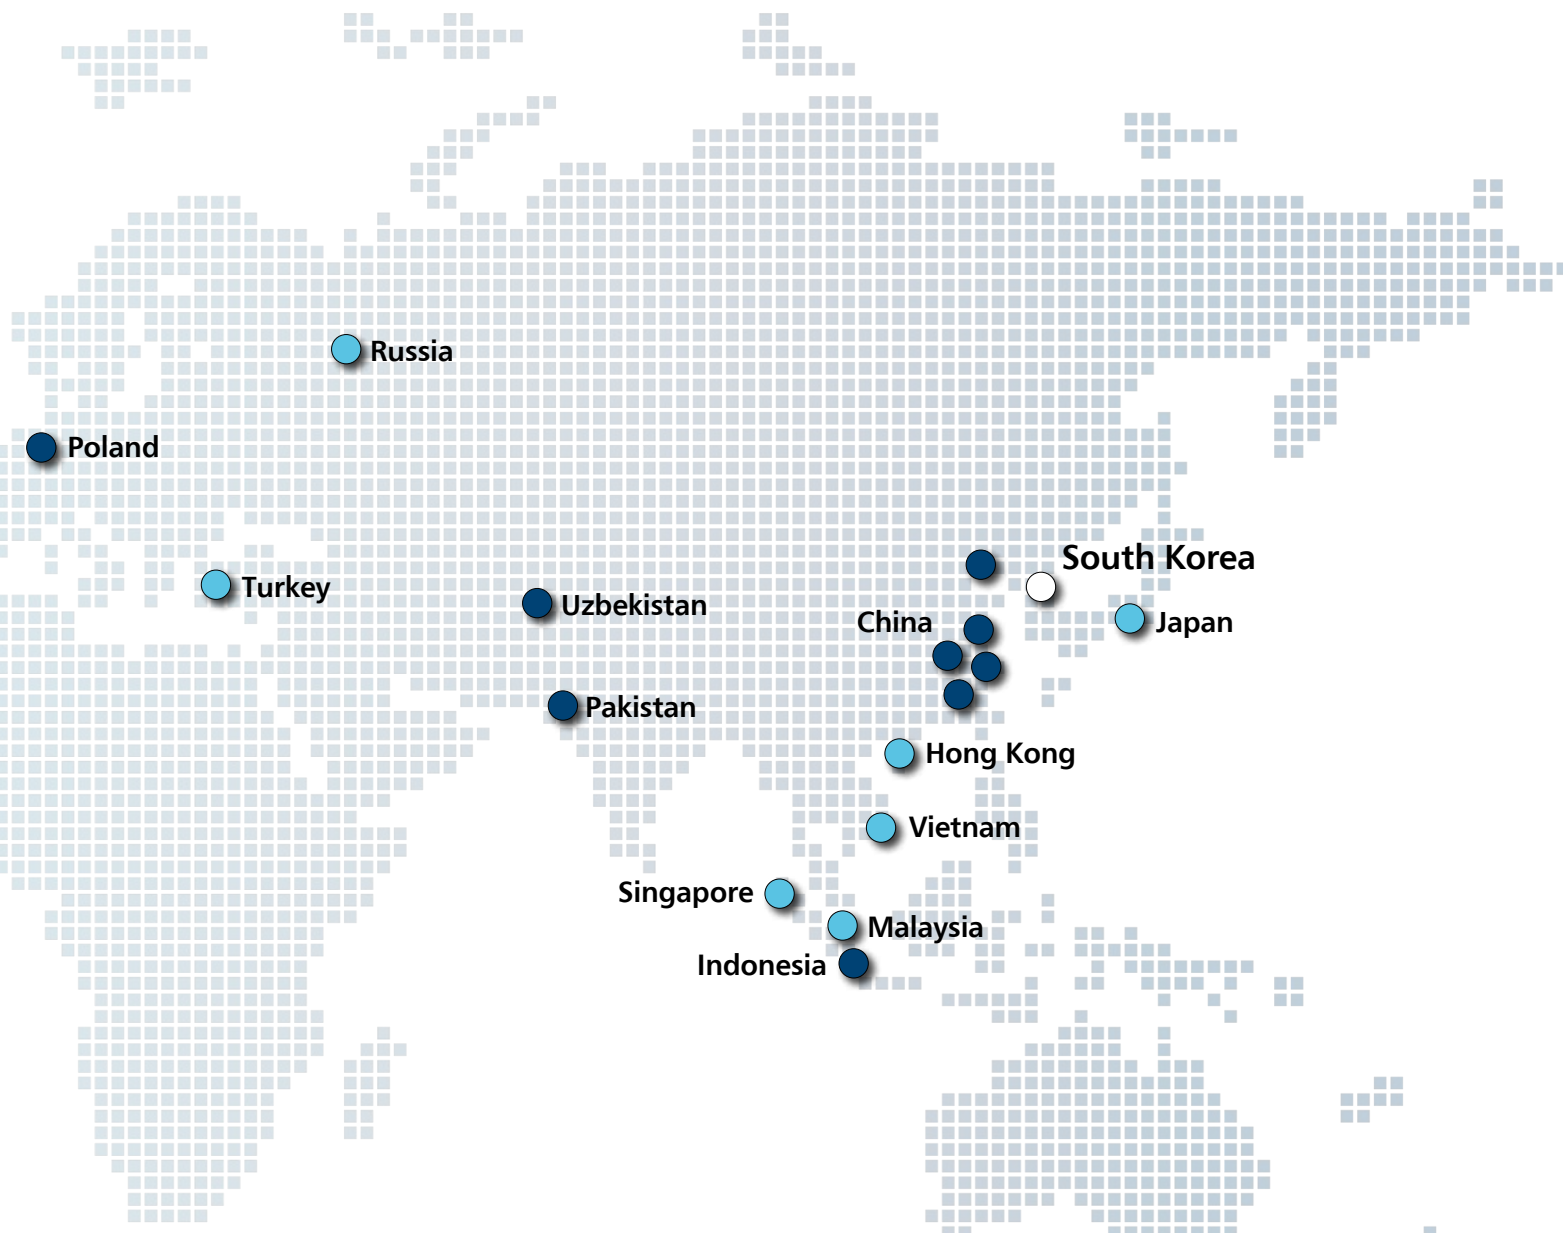 Russia
Poland
South Korea
Turkey
Uzbekistan
China
Japan
Pakistan
Hong Kong
Vietnam
Singapore
Malaysia
Indonesia